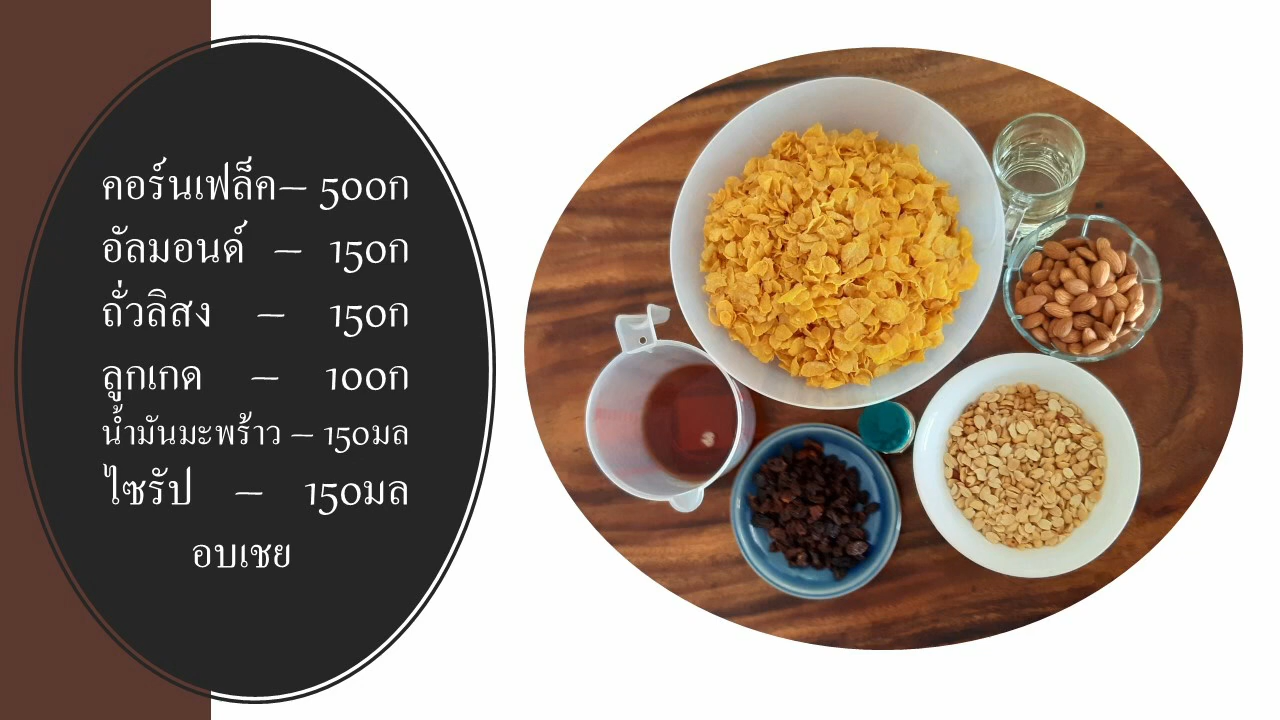 คอร์นเฟล็ค– 500ก
อัลมอนด์ – 150ก
ถั่วลิสง – 150ก
ลูกเกด – 100ก
น้ำมันมะพร้าว – 150มล
ไซรัป – 150มล
อบเชย